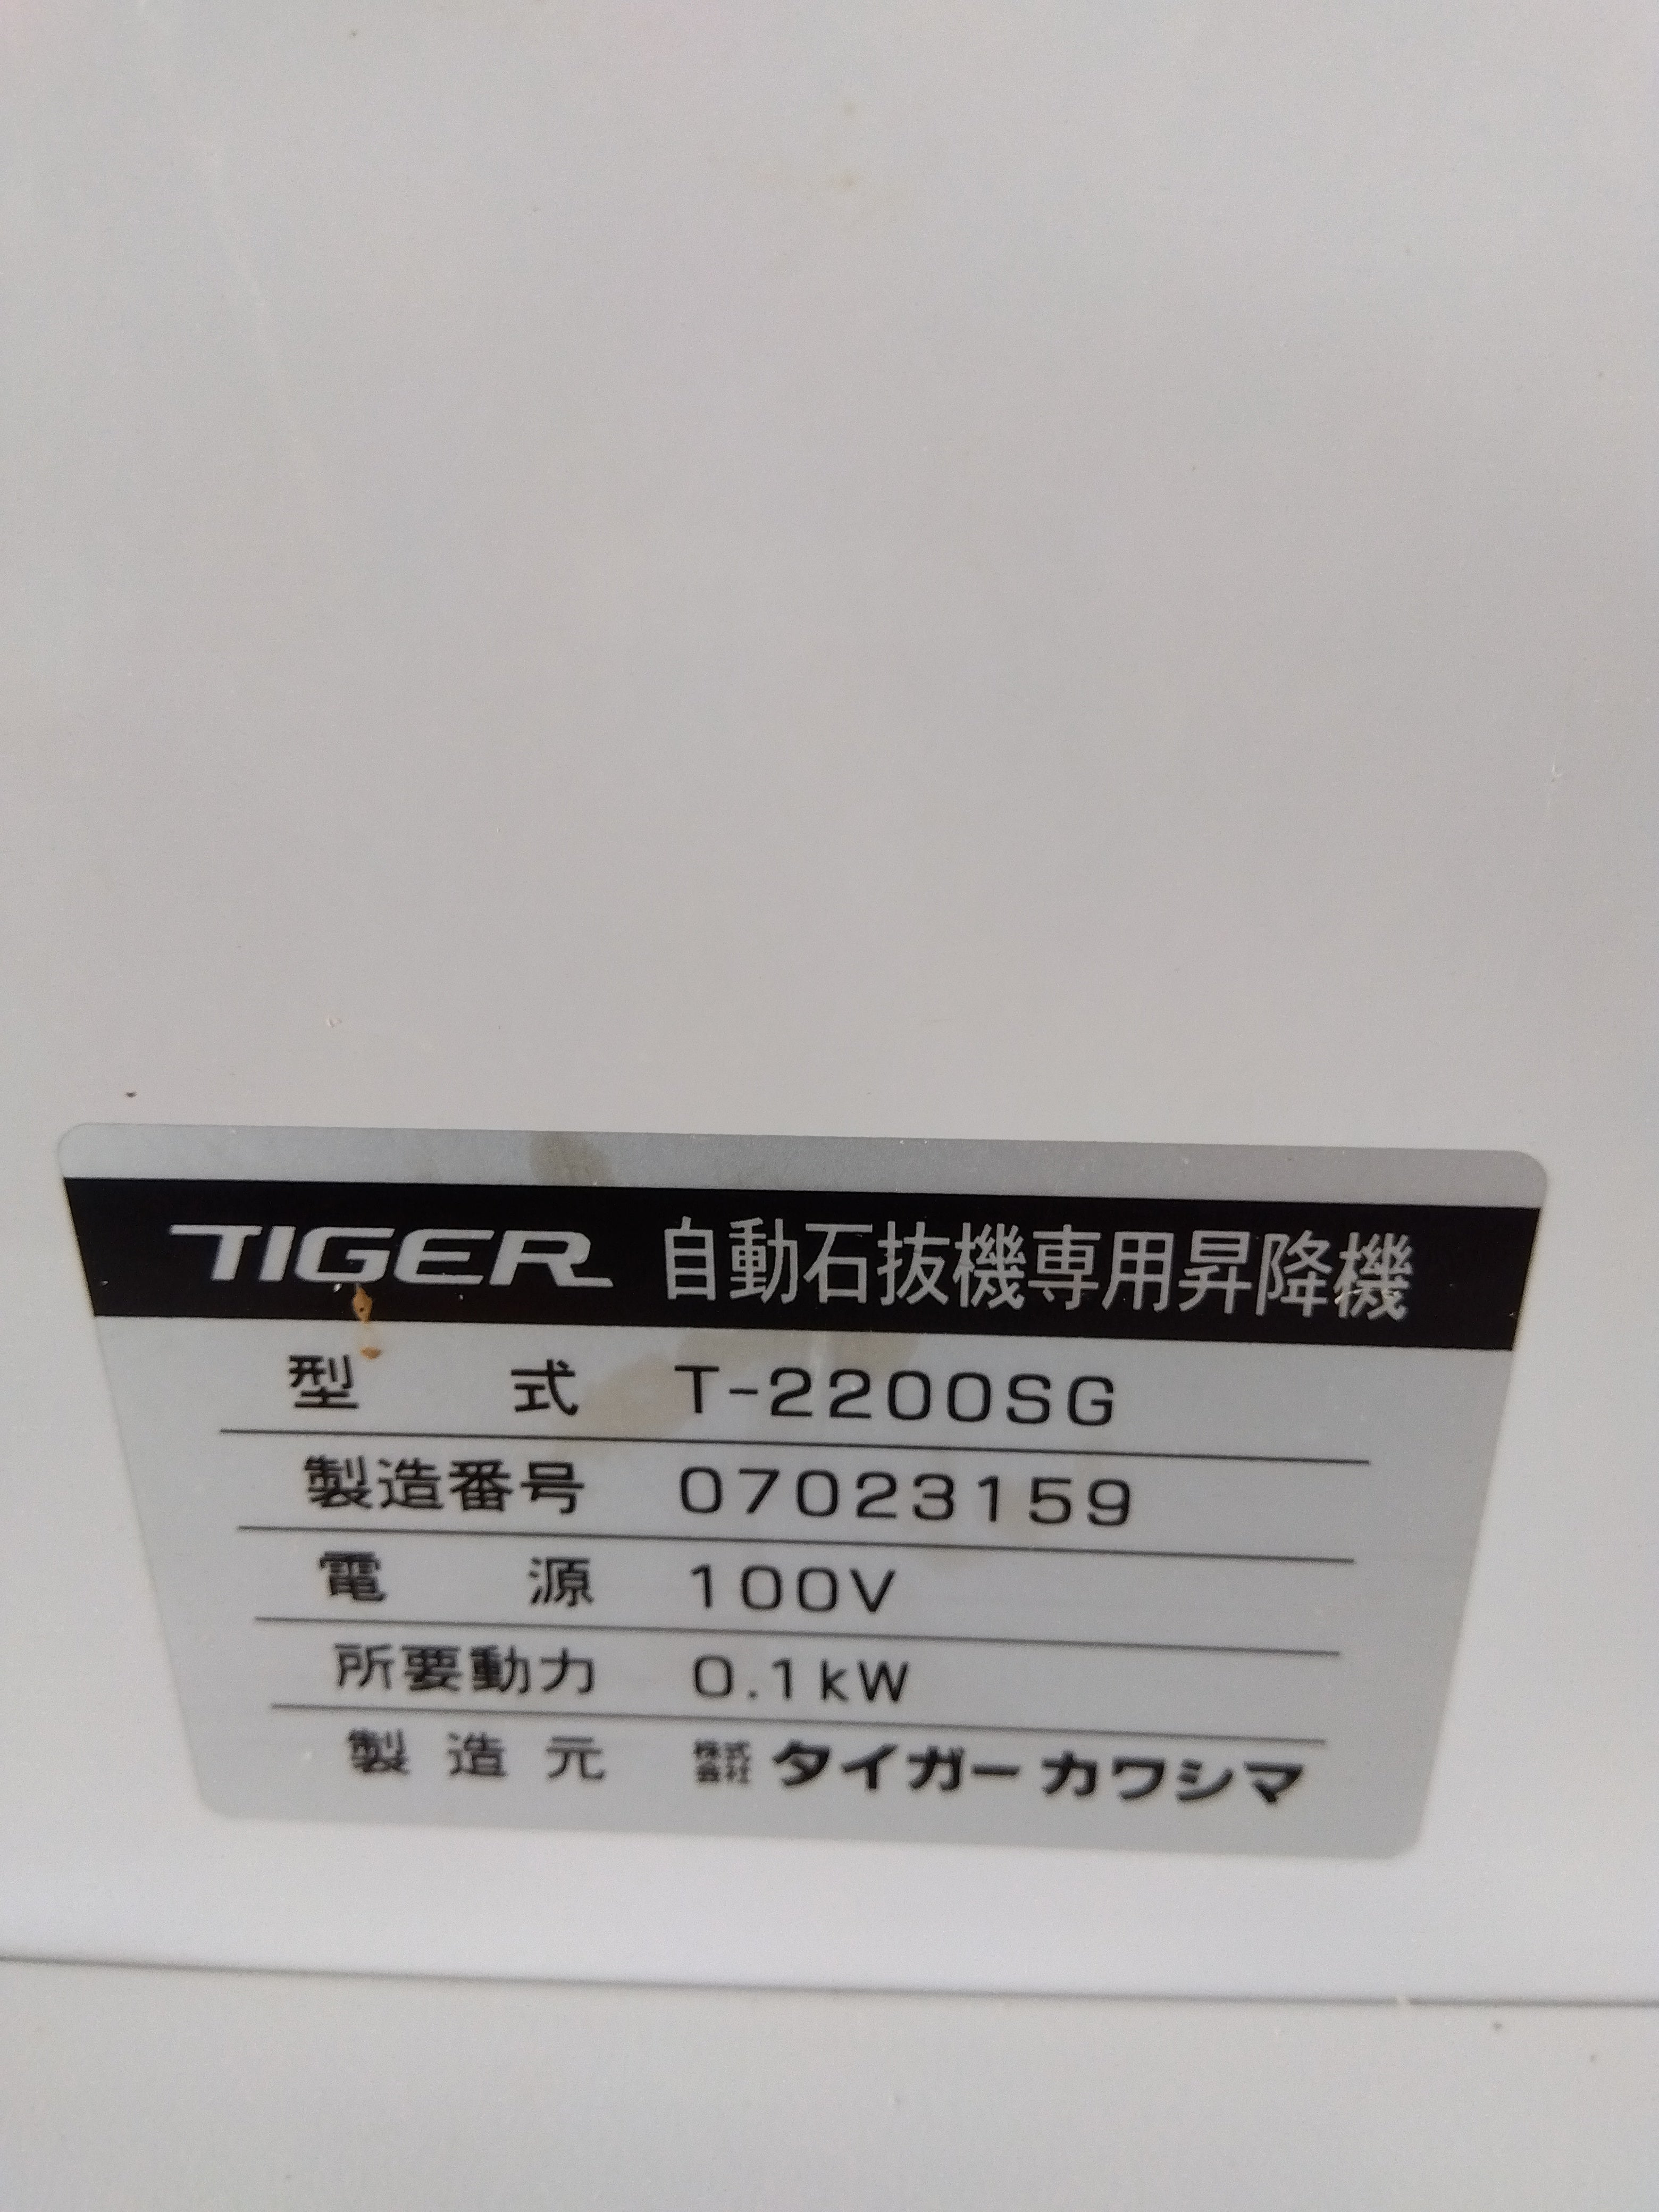 TIGER 自動石抜機専用昇降機
型式 T-2200SG
製造番号 07023159
電源 100V
所要動力 0.1kW
製造元 株式会社 タイガーカワシマ